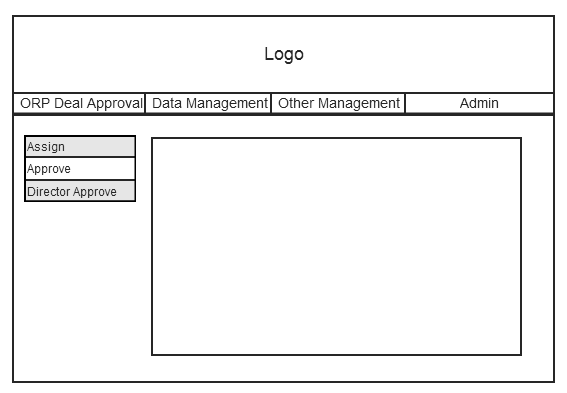 Logo
ORP Deal Approval Data Management Other Management Admin
Assign
Approve
Director Approve